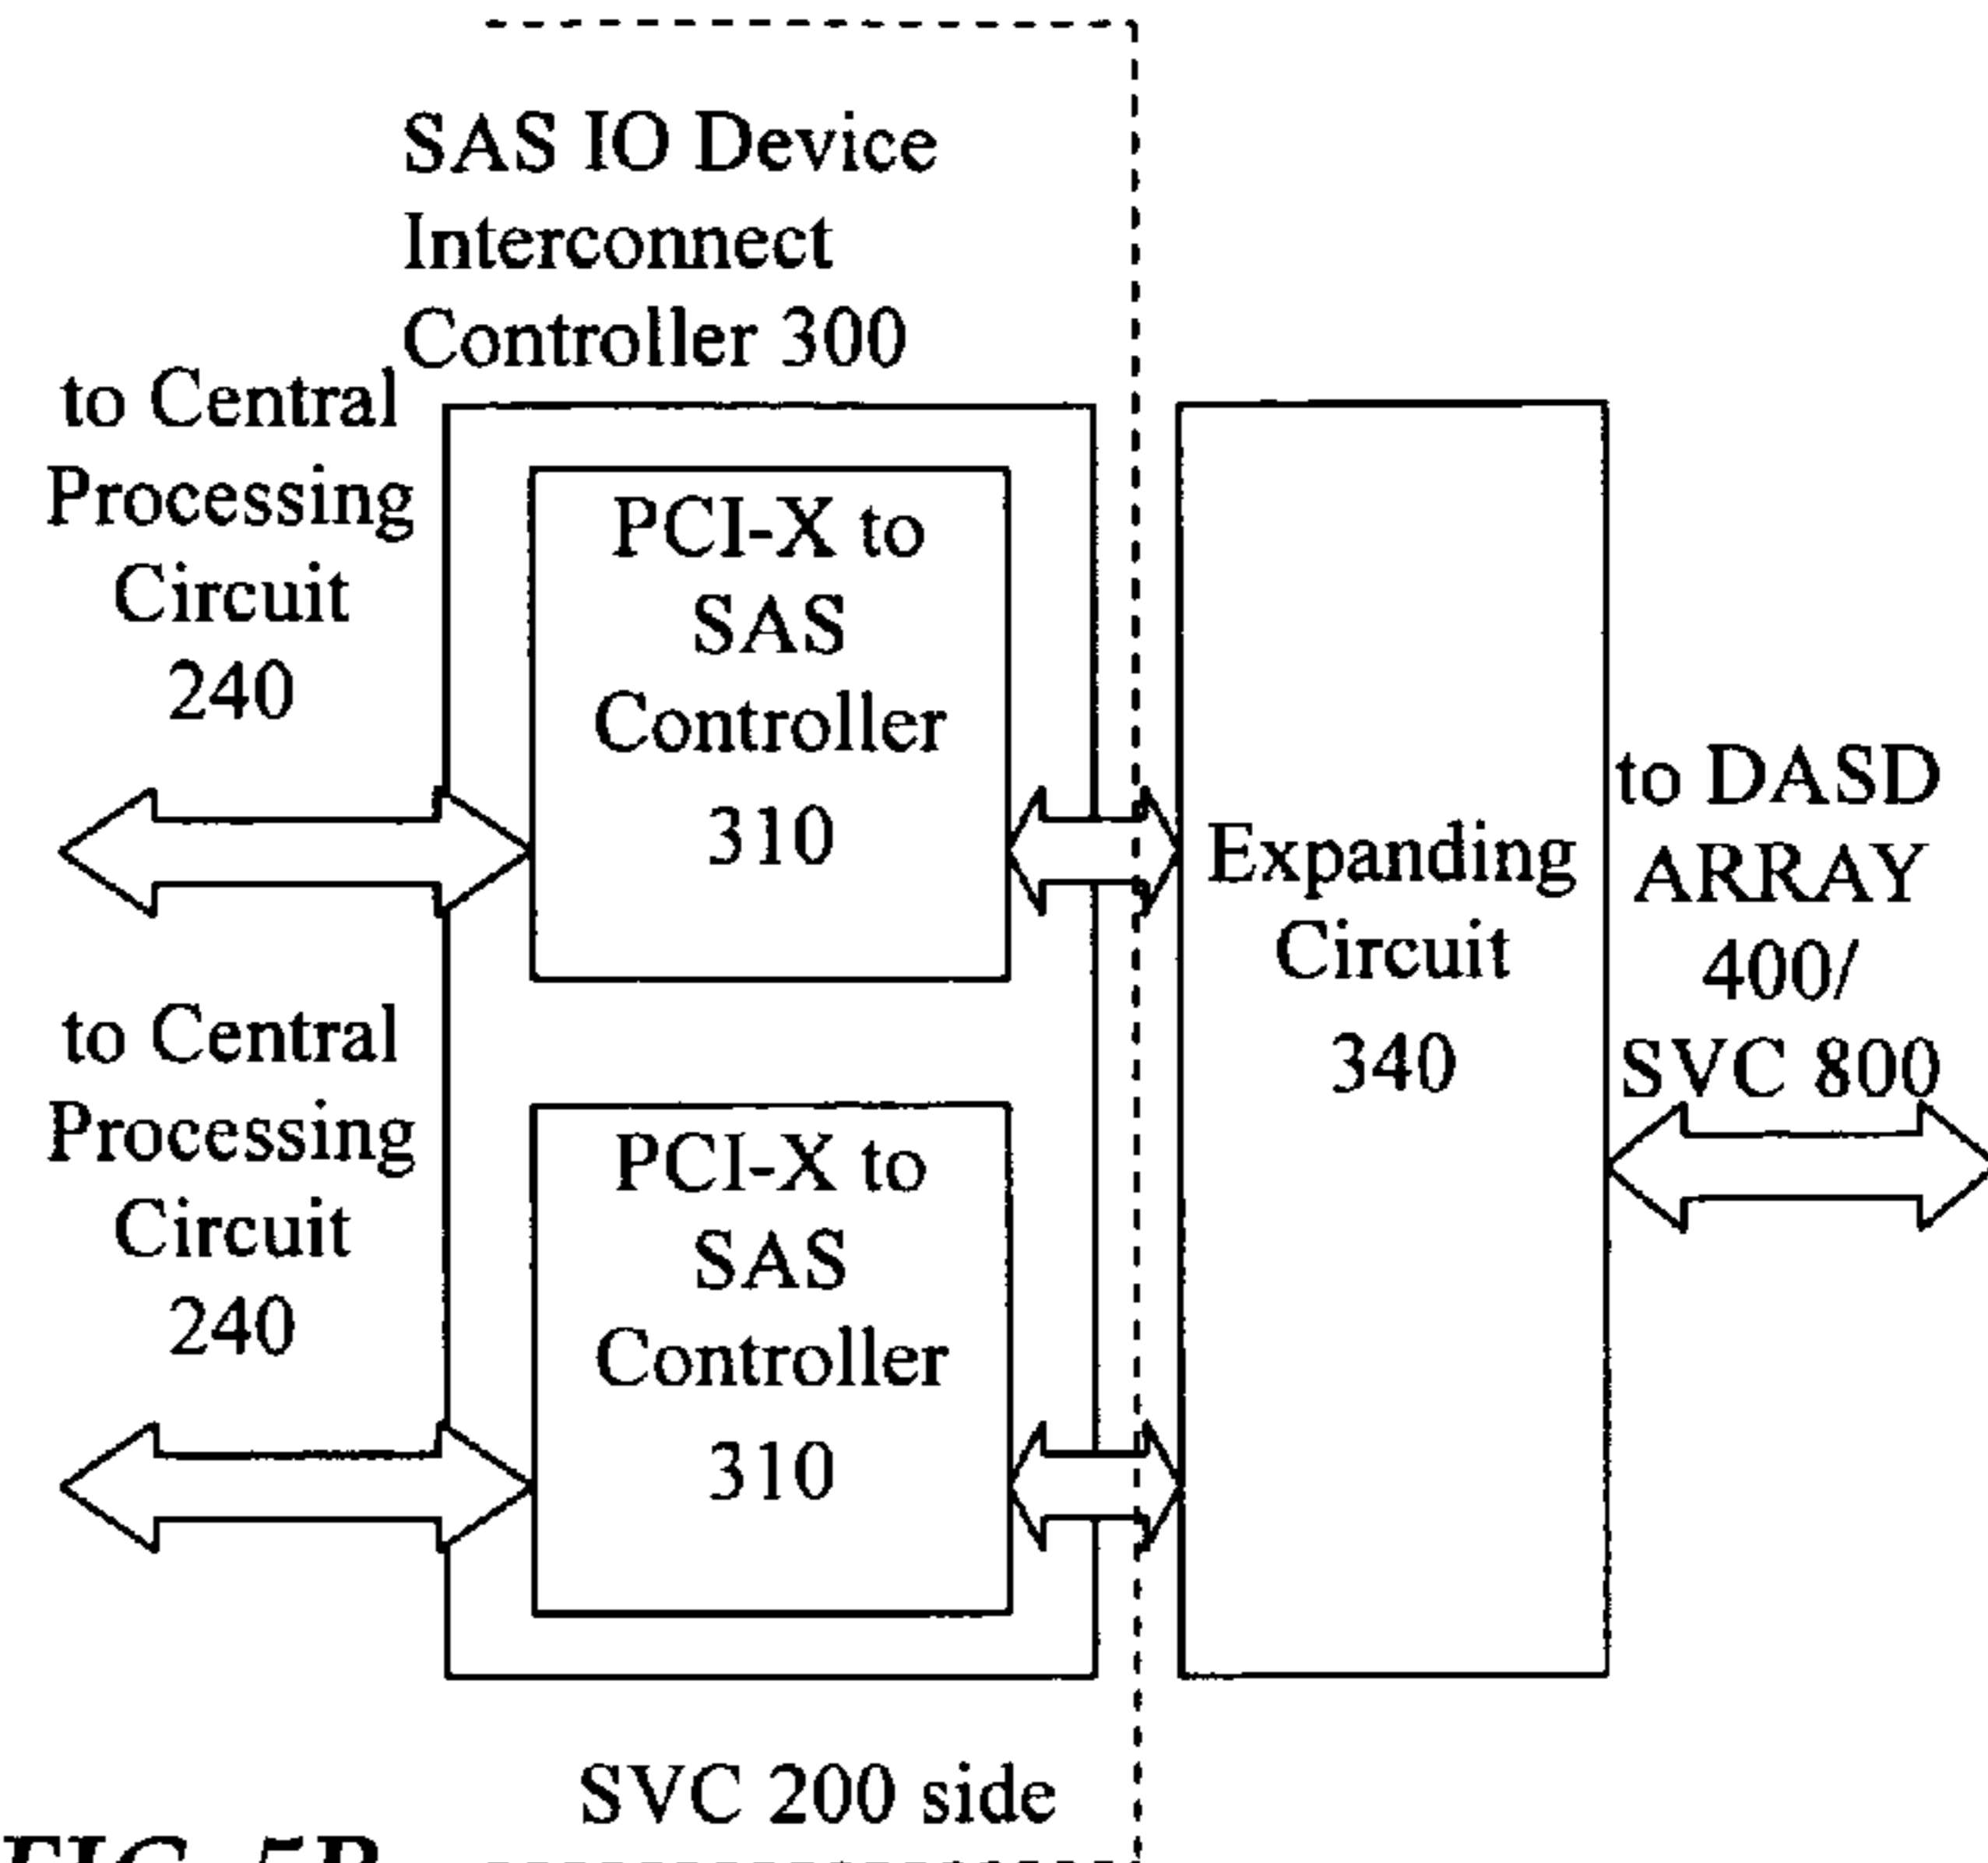 SAS IO Device
Interconnect
Controller 300
to Central
Processing
Circuit
240
PCI-X to
SAS
Controller
310
Expanding
Circuit
340
to DASD
ARRAY
400/
SVC 800
to Central
Processing
Circuit
240
PCI-X to
SAS
Controller
310
SVC 200 side
FIG. 5B